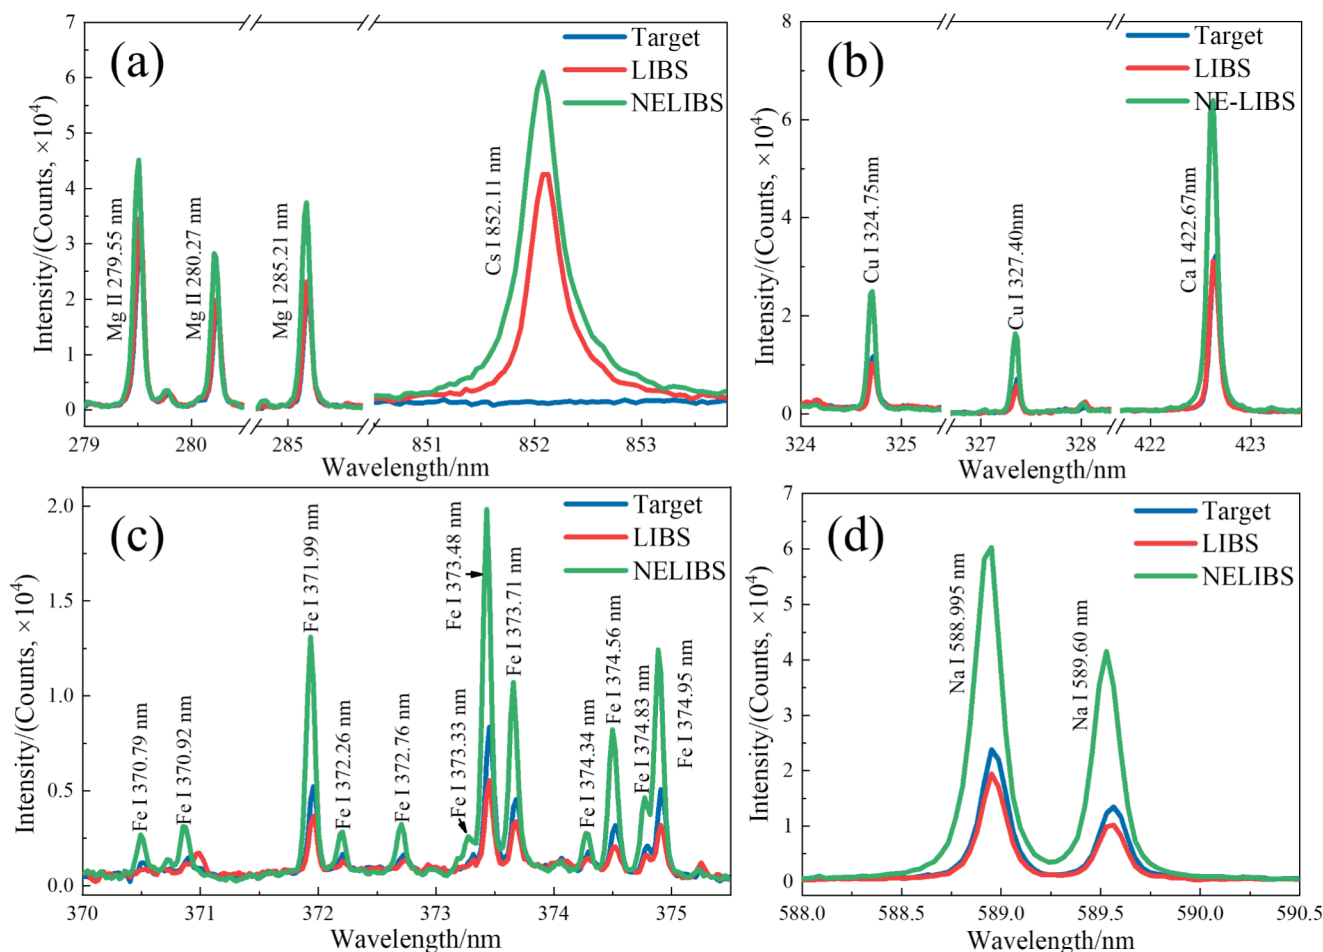 (a)
Target
LIBS
NELIBS
Intensity/(Counts, ×10⁴)
7
6
5
4
3
2
1
0
Mg II 279.55 nm
Mg II 280.27 nm
Mg I 285.21 nm
Cs I 852.11 nm
279 280 285 851 852 853
Wavelength/nm
(b)
Target
LIBS
NE-LIBS
Intensity/(Counts, ×10⁴)
8
6
4
2
0
Cu I 324.75nm
Cu I 327.40nm
Ca I 422.67nm
324 325 327 328 422 423
Wavelength/nm
(c)
Target
LIBS
NELIBS
Intensity/(Counts, ×10⁴)
2.0
1.5
1.0
0.5
0.0
Fe I 370.79 nm
Fe I 370.92 nm
Fe I 371.99 nm
Fe I 372.26 nm
Fe I 372.76 nm
Fe I 373.33 nm
Fe I 373.48 nm
Fe I 373.71 nm
Fe I 374.34 nm
Fe I 374.56 nm
Fe I 374.83 nm
Fe I 374.95 nm
370 371 372 373 374 375
Wavelength/nm
(d)
Target
LIBS
NELIBS
Intensity/(Counts, ×10⁴)
7
6
5
4
3
2
1
0
Na I 588.995 nm
Na I 589.60 nm
588.0 588.5 589.0 589.5 590.0 590.5
Wavelength/nm